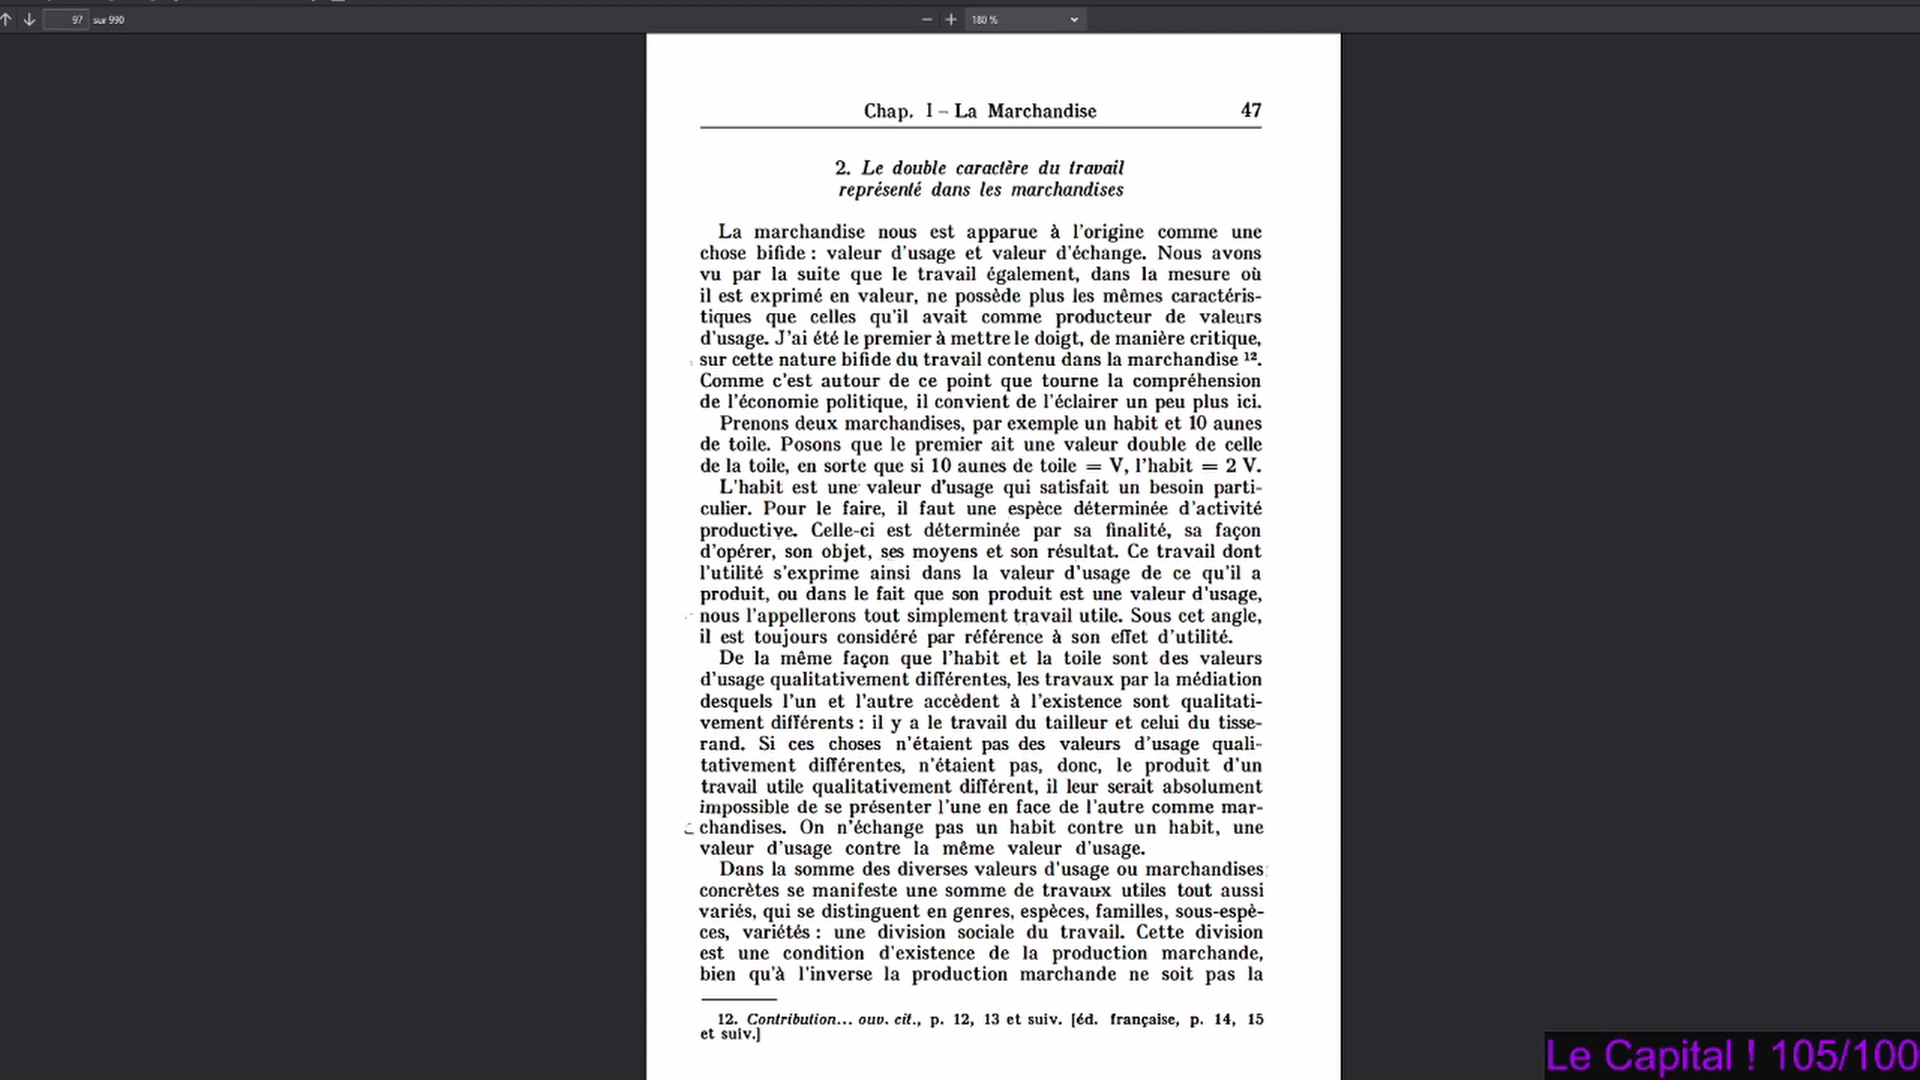 97 sur 990
180 %
Chap. I – La Marchandise 47
2. Le double caractère du travail
représenté dans les marchandises
La marchandise nous est apparue à l'origine comme une
chose bifide : valeur d'usage et valeur d'échange. Nous avons
vu par la suite que le travail également, dans la mesure où
il est exprimé en valeur, ne possède plus les mêmes caractéris-
tiques que celles qu'il avait comme producteur de valeurs
d'usage. J'ai été le premier à mettre le doigt, de manière critique,
sur cette nature bifide du travail contenu dans la marchandise 12.
Comme c'est autour de ce point que tourne la compréhension
de l'économie politique, il convient de l'éclairer un peu plus ici.
Prenons deux marchandises, par exemple un habit et 10 aunes
de toile. Posons que le premier ait une valeur double de celle
de la toile, en sorte que si 10 aunes de toile = V, l'habit = 2 V.
L'habit est une valeur d'usage qui satisfait un besoin parti-
culier. Pour le faire, il faut une espèce déterminée d'activité
productive. Celle-ci est déterminée par sa finalité, sa façon
d'opérer, son objet, ses moyens et son résultat. Ce travail dont
l'utilité s'exprime ainsi dans la valeur d'usage de ce qu'il a
produit, ou dans le fait que son produit est une valeur d'usage,
nous l'appellerons tout simplement travail utile. Sous cet angle,
il est toujours considéré par référence à son effet d'utilité.
De la même façon que l'habit et la toile sont des valeurs
d'usage qualitativement différentes, les travaux par la médiation
desquels l'un et l'autre accèdent à l'existence sont qualitati-
vement différents : il y a le travail du tailleur et celui du tisse-
rand. Si ces choses n'étaient pas des valeurs d'usage quali-
tativement différentes, n'étaient pas, donc, le produit d'un
travail utile qualitativement différent, il leur serait absolument
impossible de se présenter l'une en face de l'autre comme mar-
chandises. On n'échange pas un habit contre un habit, une
valeur d'usage contre la même valeur d'usage.
Dans la somme des diverses valeurs d'usage ou marchandises
concrètes se manifeste une somme de travaux utiles tout aussi
variés, qui se distinguent en genres, espèces, familles, sous-espè-
ces, variétés : une division sociale du travail. Cette division
est une condition d'existence de la production marchande,
bien qu'à l'inverse la production marchande ne soit pas la
12. Contribution... ouv. cit., p. 12, 13 et suiv. [éd. française, p. 14, 15
et suiv.]
Le Capital ! 105/100